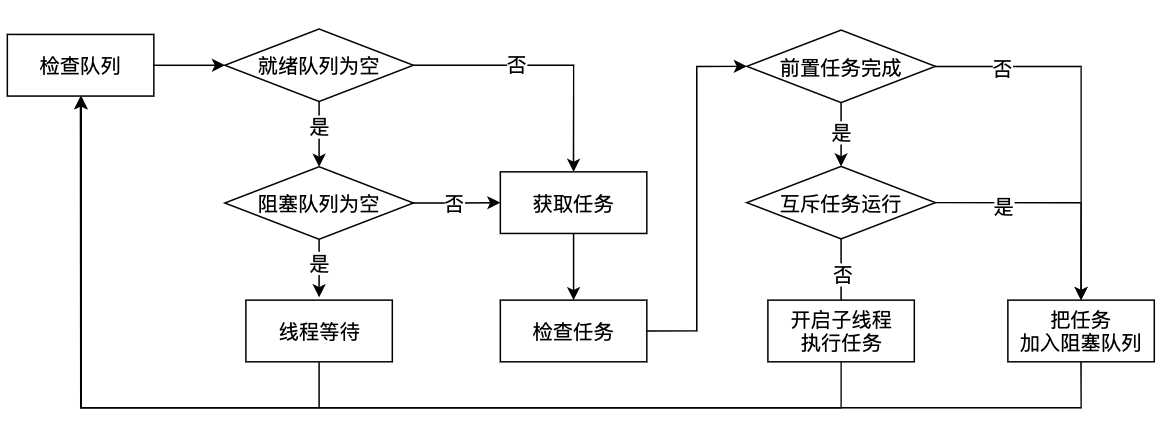 检查队列
就绪队列为空
否
是
阻塞队列为空
否
是
线程等待
获取任务
检查任务
前置任务完成
否
是
互斥任务运行
是
否
开启子线程
执行任务
把任务
加入阻塞队列